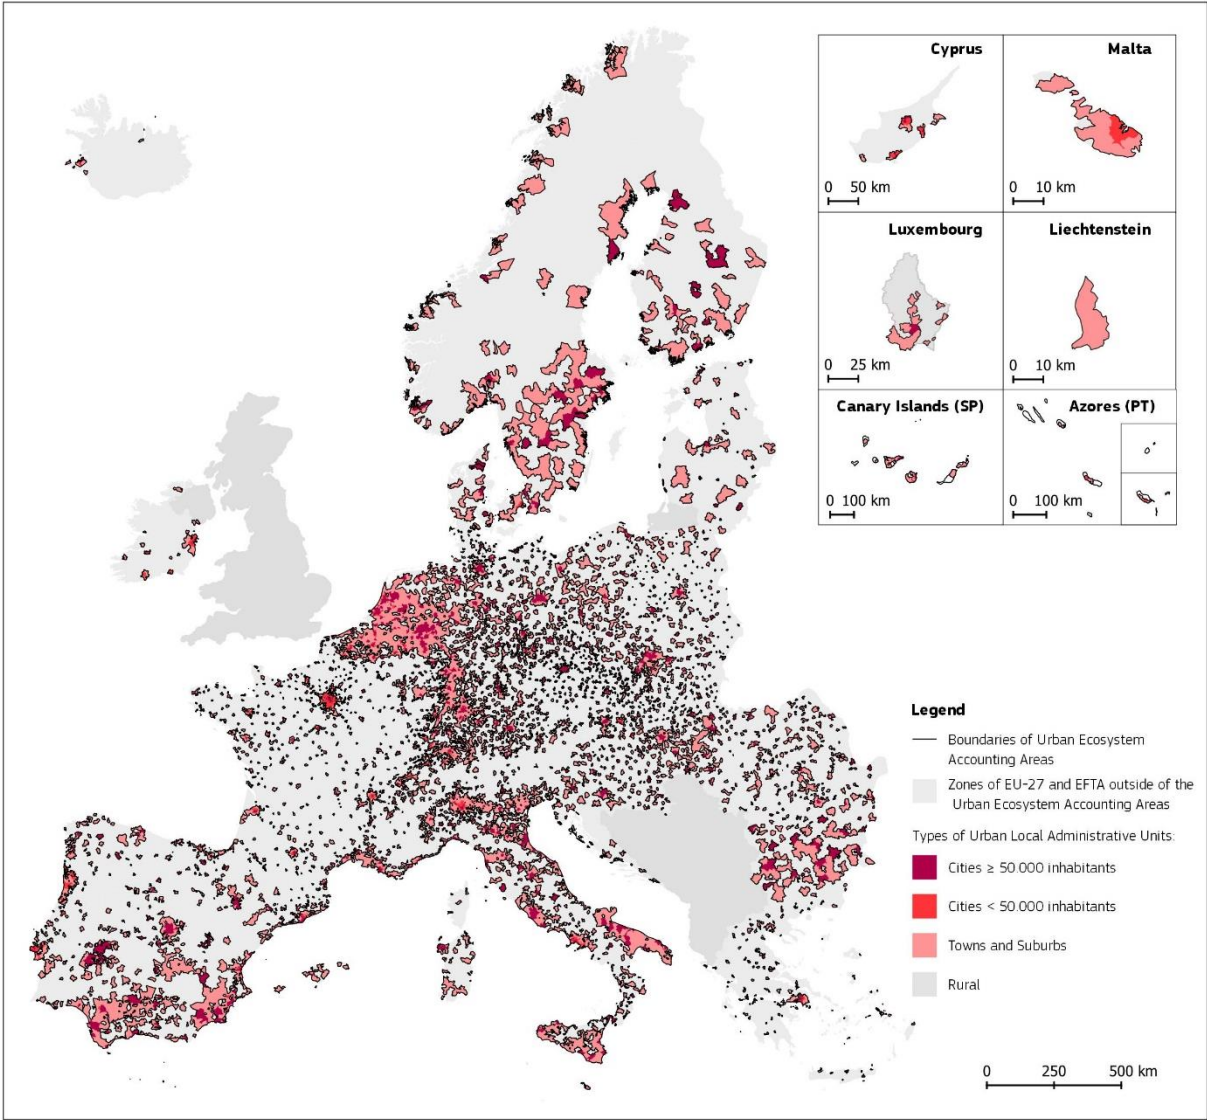 Cyprus
0 50 km
Malta
0 10 km
Luxembourg
0 25 km
Liechtenstein
0 10 km
Canary Islands (SP)
0 100 km
Azores (PT)
0 100 km
Legend
Boundaries of Urban Ecosystem
Accounting Areas
Zones of EU-27 and EFTA outside of the
Urban Ecosystem Accounting Areas
Types of Urban Local Administrative Units:
Cities ≥ 50.000 inhabitants
Cities < 50.000 inhabitants
Towns and Suburbs
Rural
0 250 500 km